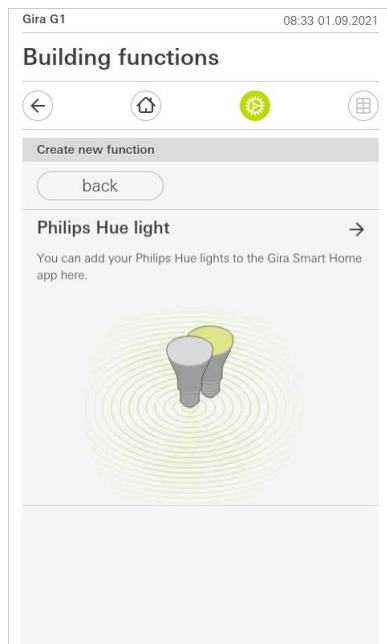 Gira G1 08:33 01.09.2021
Building functions
Create new function
back
Philips Hue light
You can add your Philips Hue lights to the Gira Smart Home
app here.